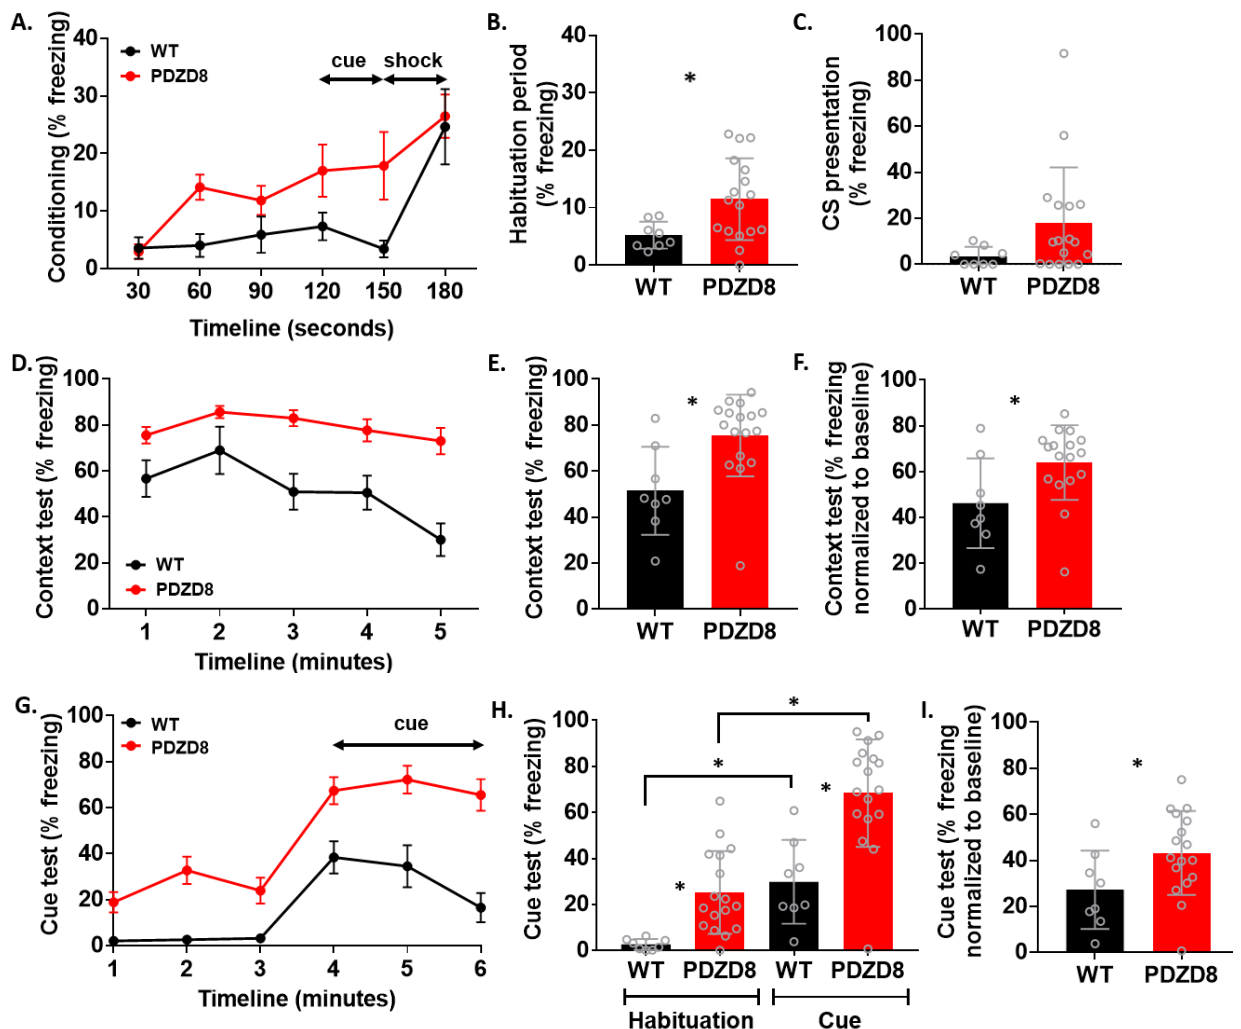 A.
Conditioning (% freezing)
40
30
20
10
0
WT
PDZD8
cue
shock
30 60 90 120 150 180
Timeline (seconds)
B.
Habituation period
(% freezing)
40
30
20
10
0
*
WT PDZD8
C.
CS presentation
(% freezing)
100
80
60
40
20
0
WT PDZD8
D.
Context test (% freezing)
100
80
60
40
20
0
WT
PDZD8
1 2 3 4 5
Timeline (minutes)
E.
Context test (% freezing)
100
80
60
40
20
0
*
WT PDZD8
F.
Context test (% freezing
normalized to baseline)
100
80
60
40
20
0
*
WT PDZD8
G.
Cue test (% freezing)
100
80
60
40
20
0
WT
PDZD8
cue
1 2 3 4 5 6
Timeline (minutes)
H.
Cue test (% freezing)
100
80
60
40
20
0
*
*
*
*
WT PDZD8 WT PDZD8
Habituation Cue
I.
Cue test (% freezing
normalized to baseline)
100
80
60
40
20
0
*
WT PDZD8